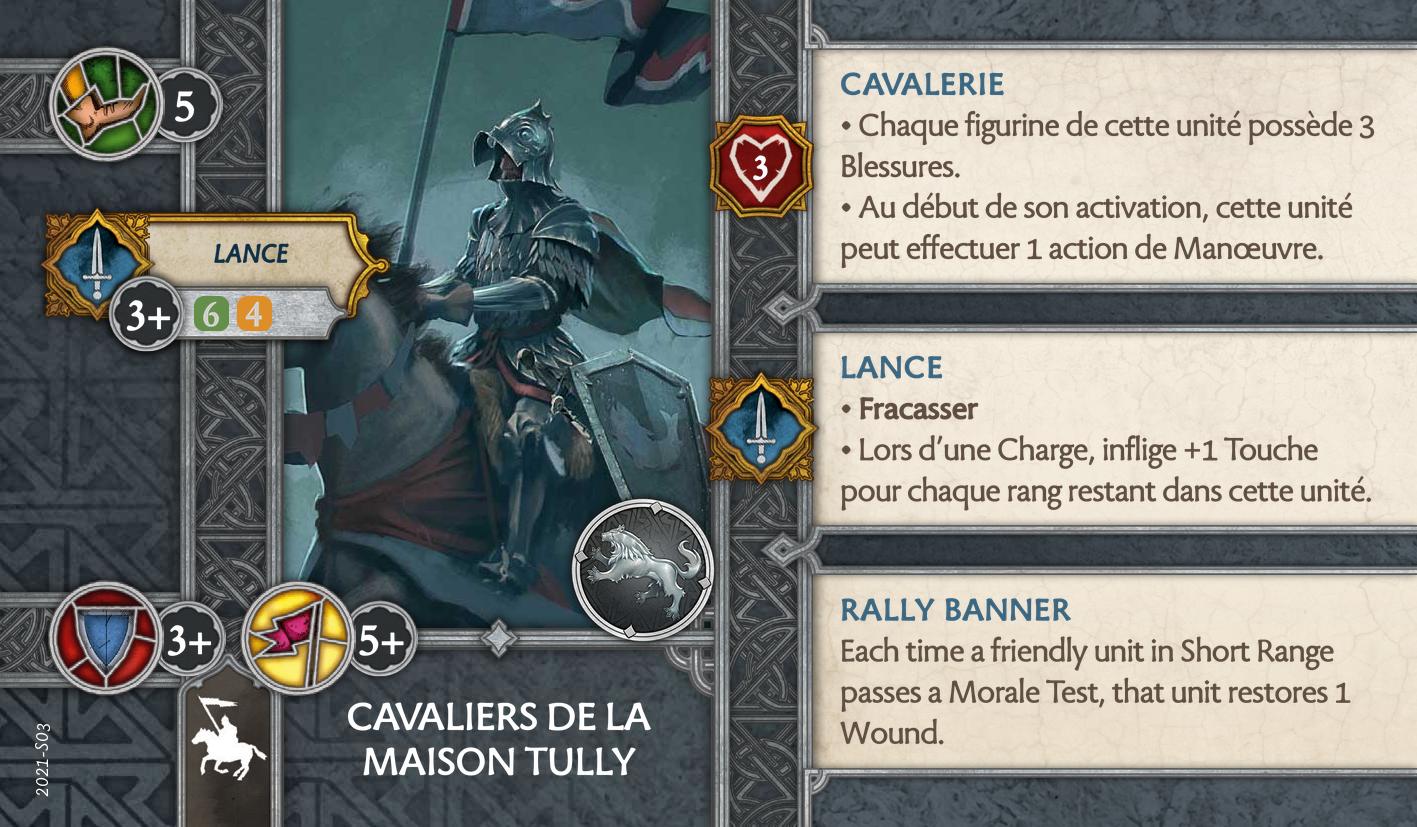 5
LANCE
3+
6 4
3+
5+
CAVALIERS DE LA
MAISON TULLY
2021-S03
3
CAVALERIE
• Chaque figurine de cette unité possède 3
Blessures.
• Au début de son activation, cette unité
peut effectuer 1 action de Manœuvre.
LANCE
• Fracasser
• Lors d'une Charge, inflige +1 Touche
pour chaque rang restant dans cette unité.
RALLY BANNER
Each time a friendly unit in Short Range
passes a Morale Test, that unit restores 1
Wound.